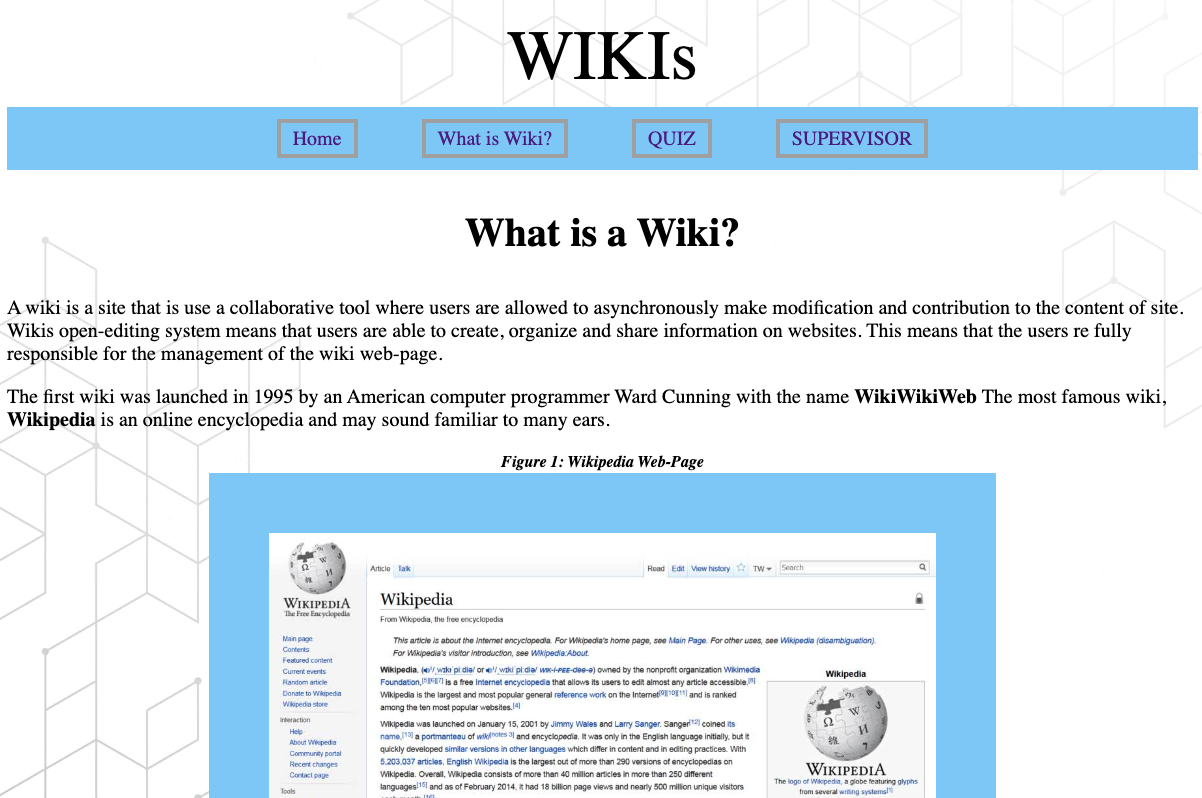 WIKIs
Home
What is Wiki?
QUIZ
SUPERVISOR
What is a Wiki?
A wiki is a site that is use a collaborative tool where users are allowed to asynchronously make modification and contribution to the content of site.
Wikis open-editing system means that users are able to create, organize and share information on websites. This means that the users re fully
responsible for the management of the wiki web-page.
The first wiki was launched in 1995 by an American computer programmer Ward Cunning with the name WikiWikiWeb The most famous wiki,
Wikipedia is an online encyclopedia and may sound familiar to many ears.
Figure 1: Wikipedia Web-Page
WIKIPEDIA
The Free Encyclopedia
Main page
Contents
Featured content
Current events
Random article
Donate to Wikipedia
Wikipedia store
Interaction
Help
About Wikipedia
Community portal
Recent changes
Contact page
Tools
Article Talk
Read Edit View history TW Search
Wikipedia
From Wikipedia, the free encyclopedia
This article is about the Internet encyclopedia. For Wikipedia's home page, see Main Page. For other uses, see Wikipedia (disambiguation).
For Wikipedia's visitor introduction, see Wikipedia:About.
Wikipedia, (/ˌwɪkɪˈpiːdiə/ or /ˌwɪkiˈpiːdiə/ WIK-i-PEE-dee-ə) owned by the nonprofit organization Wikimedia
Foundation,[5][6][7] is a free Internet encyclopedia that allows its users to edit almost any article accessible.[8]
Wikipedia is the largest and most popular general reference work on the Internet[9][10][11] and is ranked
among the ten most popular websites.[4]
Wikipedia was launched on January 15, 2001 by Jimmy Wales and Larry Sanger. Sanger[12] coined its
name,[13] a portmanteau of wiki[notes 3] and encyclopedia. It was only in the English language initially, but it
quickly developed similar versions in other languages which differ in content and in editing practices. With
5,203,037 articles, English Wikipedia is the largest out of more than 290 versions of encyclopedias on
Wikipedia. Overall, Wikipedia consists of more than 40 million articles in more than 250 different
languages[15] and as of February 2014, it had 18 billion page views and nearly 500 million unique visitors
Wikipedia
WIKIPEDIA
The logo of Wikipedia, a globe featuring glyphs
from several writing systems[1]